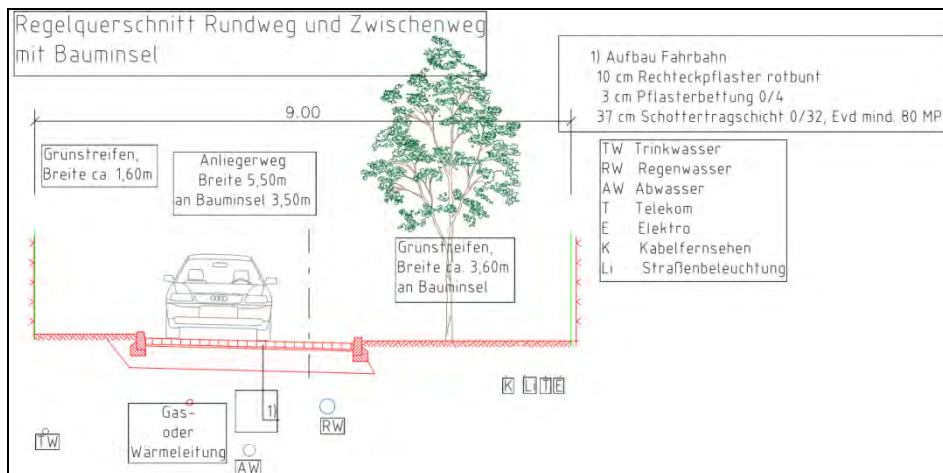 Regelquerschnitt Rundweg und Zwischenweg
mit Bauminsel
1) Aufbau Fahrbahn
10 cm Rechteckpflaster rotbunt
3 cm Pflasterbettung 0/4
37 cm Schottertragschicht 0/32, Evd mind. 80 MP
9.00
Grünstreifen,
Breite ca. 1,60m
Anliegerweg
Breite 5,50m
an Bauminsel 3,50m
TW Trinkwasser
RW Regenwasser
AW Abwasser
T Telekom
E Elektro
K Kabelfernsehen
Li Straßenbeleuchtung
Grünstreifen,
Breite ca. 3,60m
an Bauminsel
K Li T E
Gas-
oder
Wärmeleitung
1)
RW
TW
AW